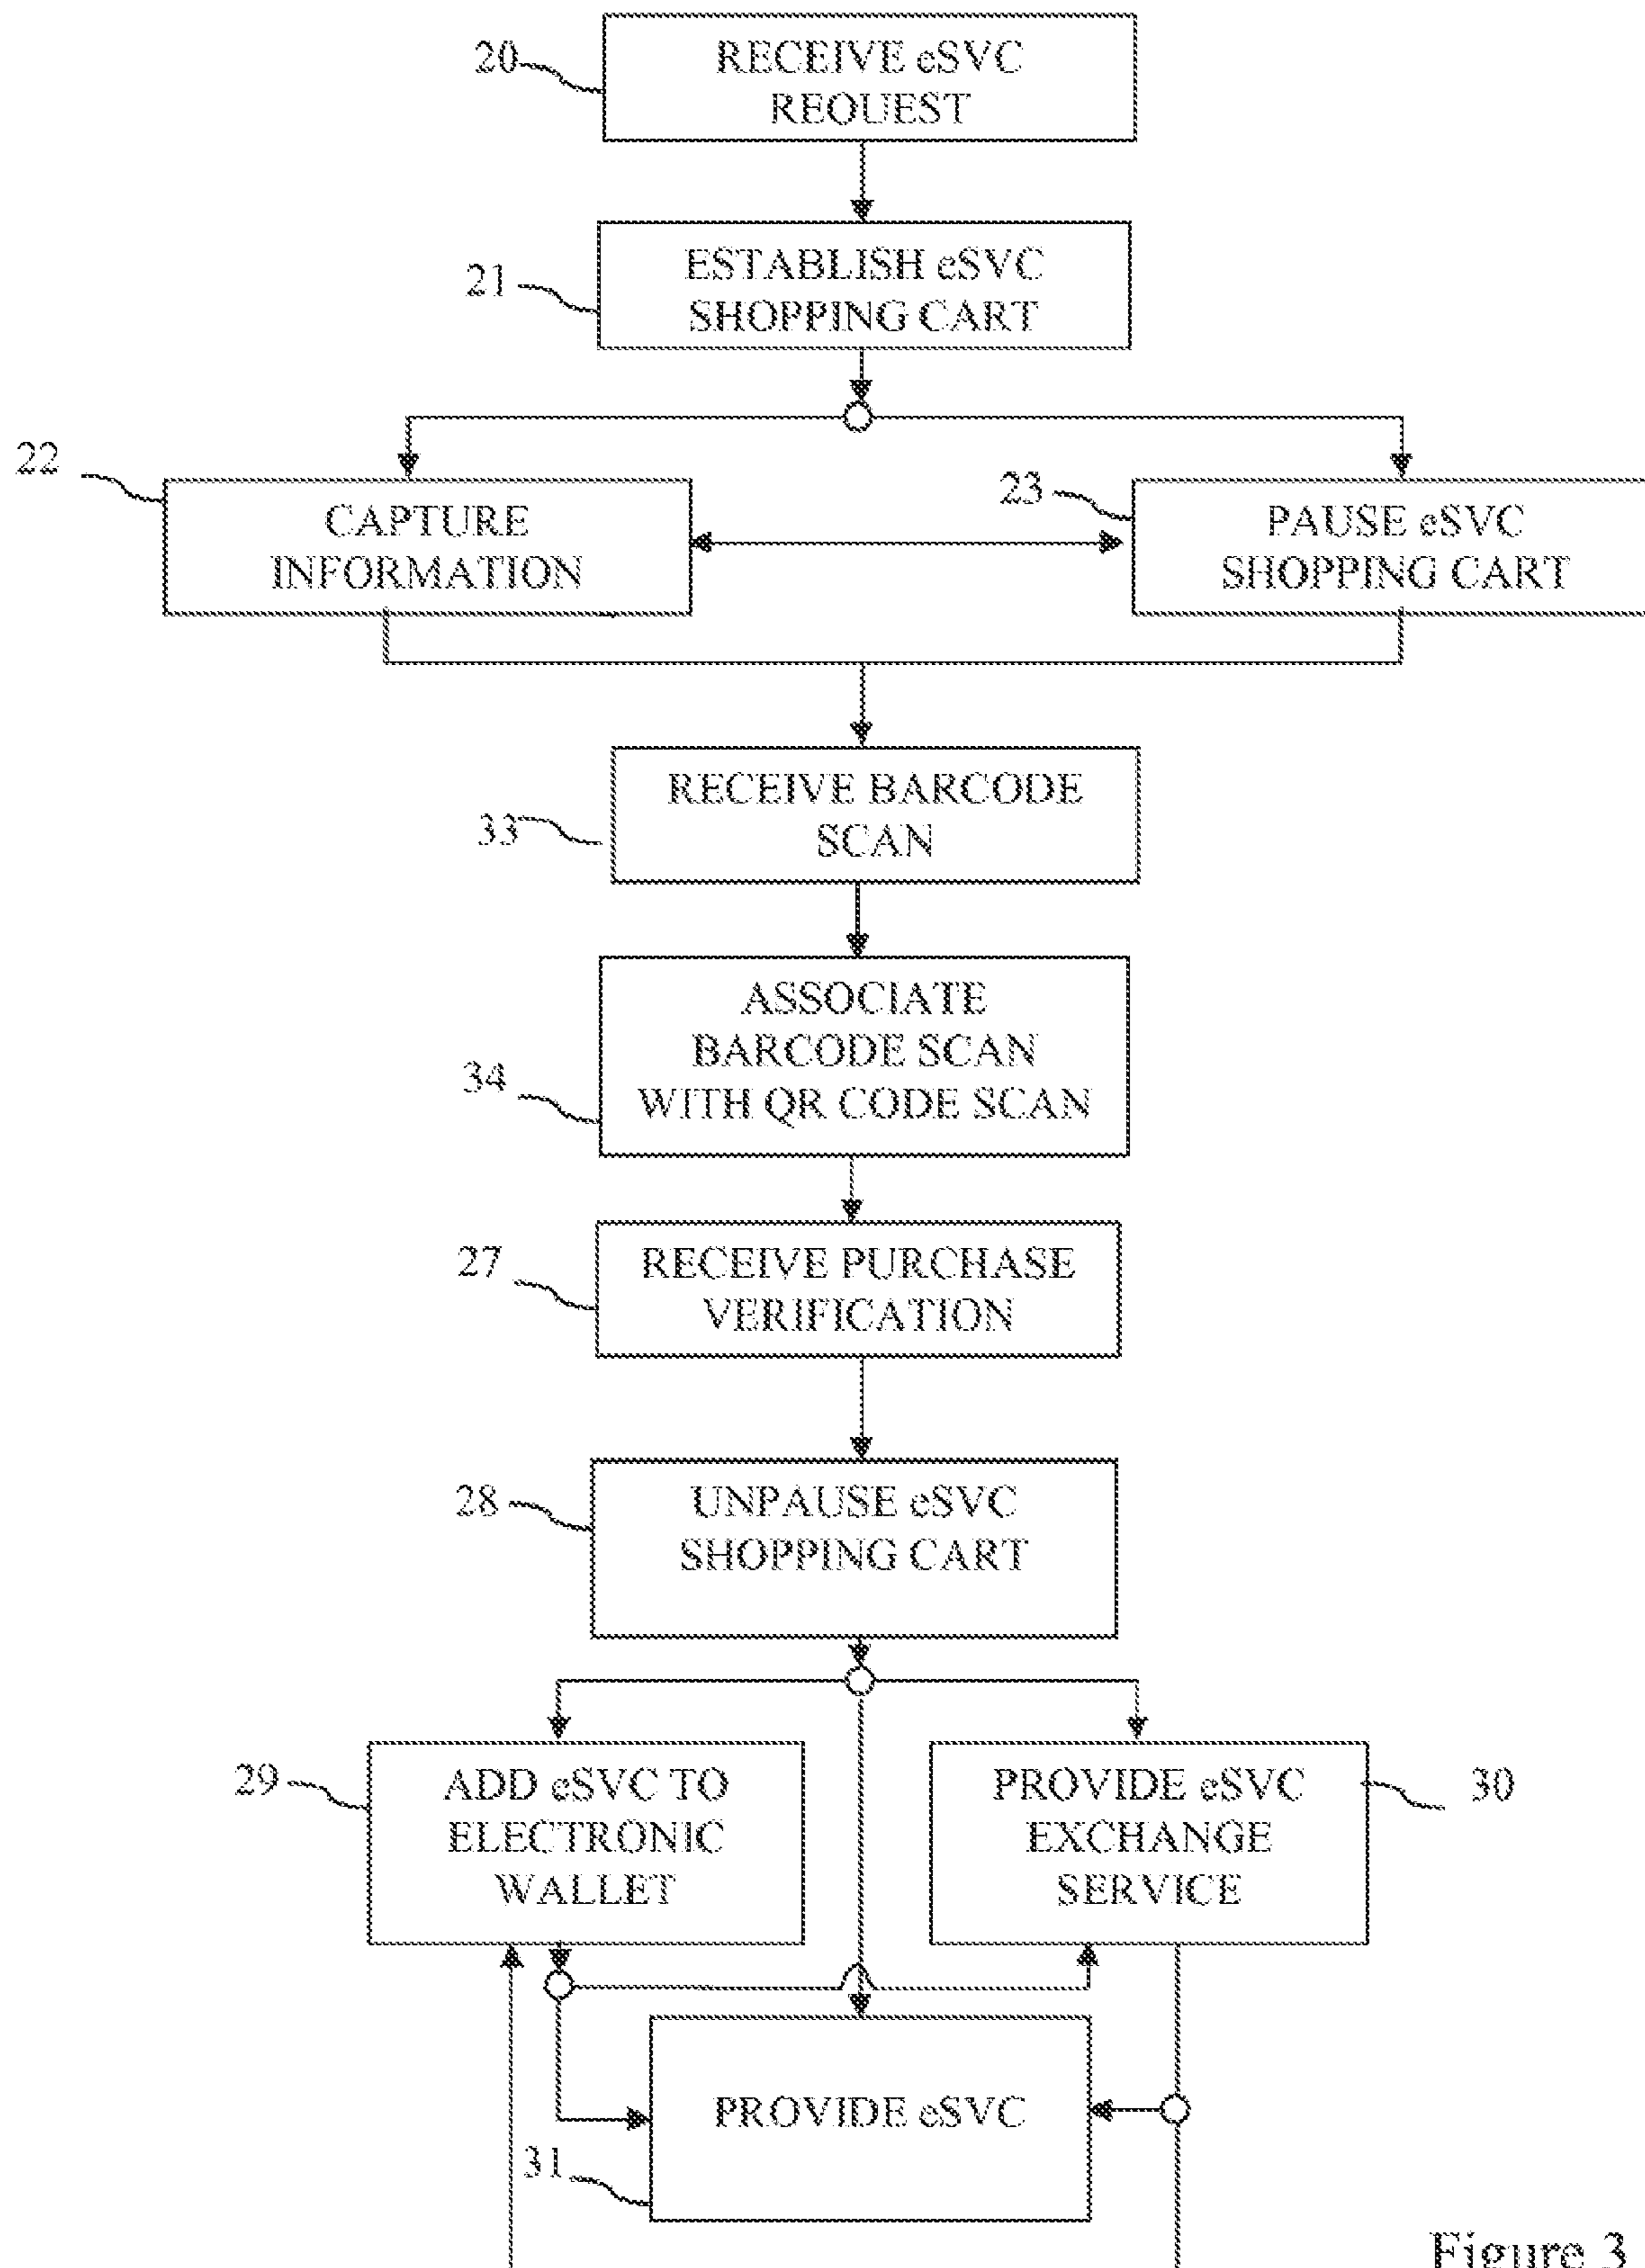 20
RECEIVE eSVC
REQUEST
21
ESTABLISH eSVC
SHOPPING CART
22
CAPTURE
INFORMATION
23
PAUSE eSVC
SHOPPING CART
33
RECEIVE BARCODE
SCAN
34
ASSOCIATE
BARCODE SCAN
WITH QR CODE SCAN
27
RECEIVE PURCHASE
VERIFICATION
28
UNPAUSE eSVC
SHOPPING CART
29
ADD eSVC TO
ELECTRONIC
WALLET
PROVIDE eSVC
EXCHANGE
SERVICE
30
PROVIDE eSVC
31
Figure 3